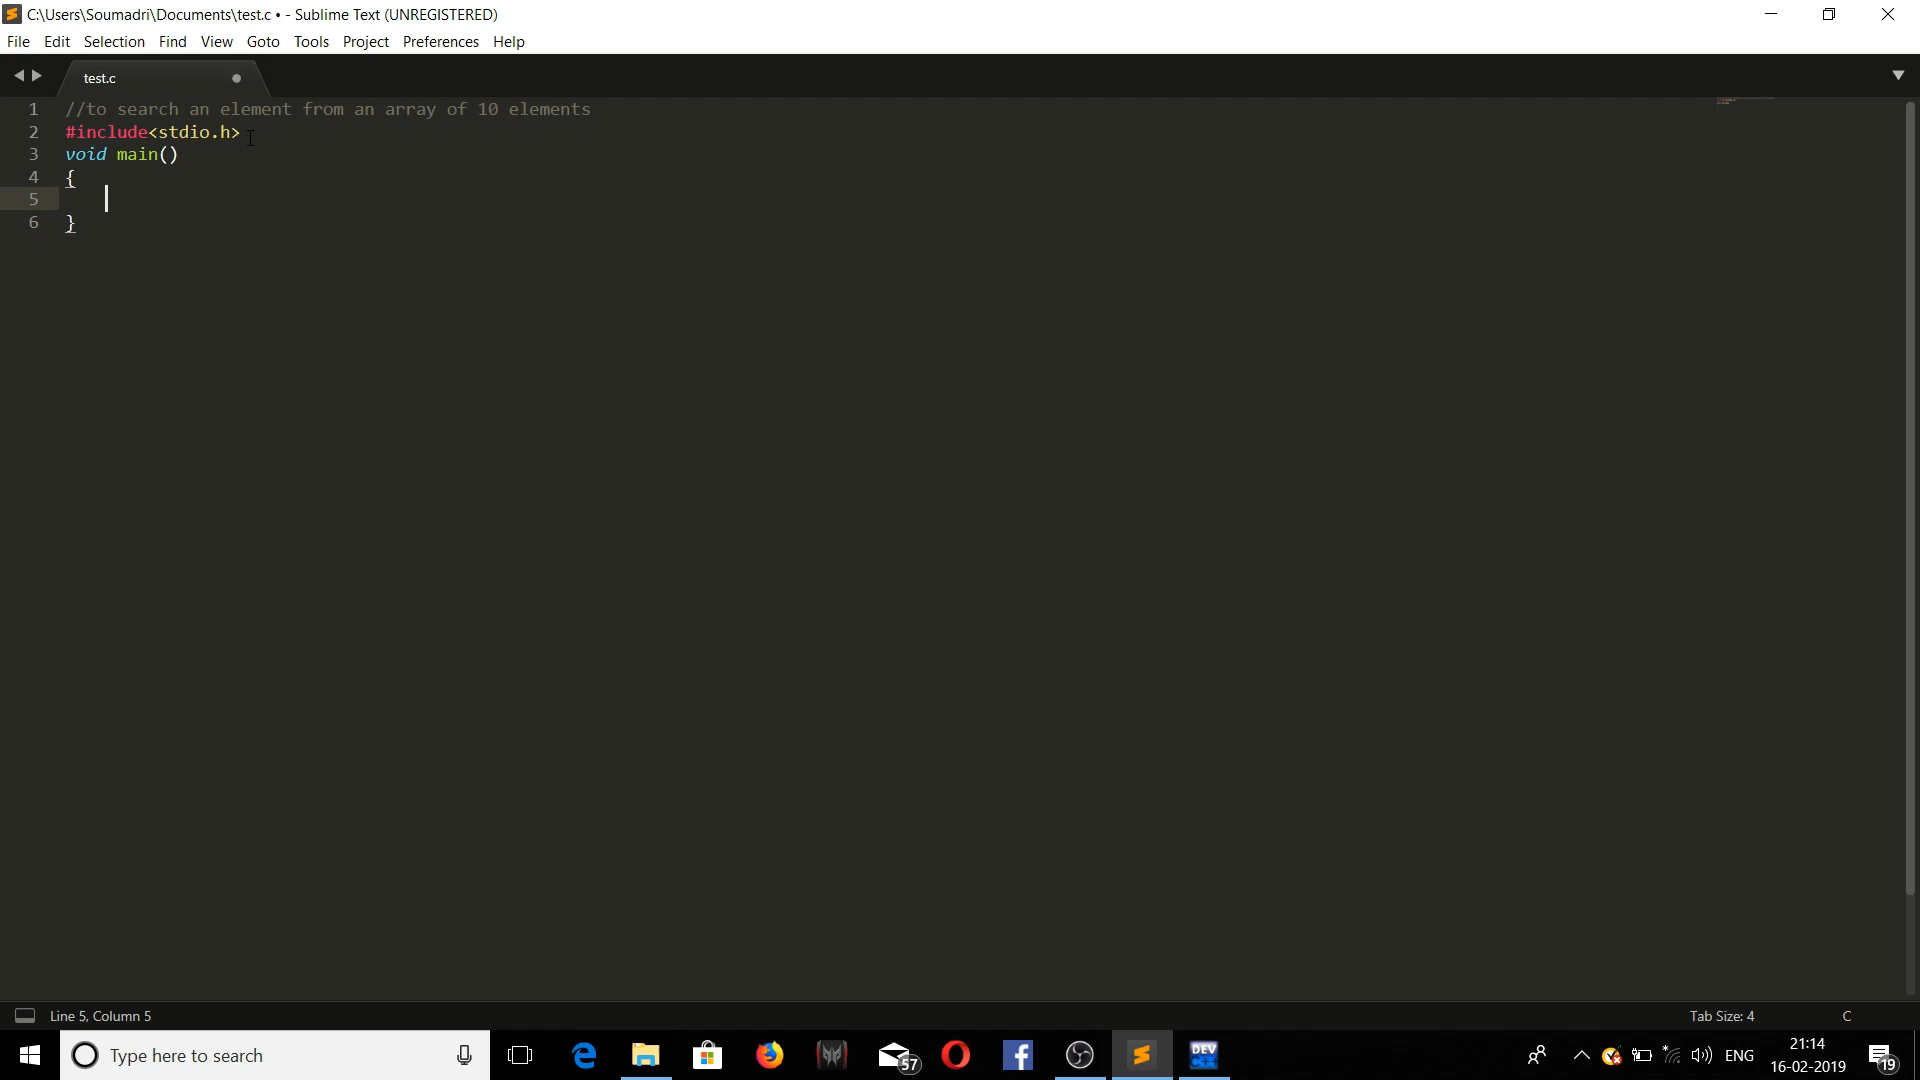 C:\Users\Soumadri\Documents\test.c • - Sublime Text (UNREGISTERED)
File Edit Selection Find View Goto Tools Project Preferences Help
test.c
1 //to search an element from an array of 10 elements
2 #include<stdio.h>
3 void main()
4 {
5
6 }
Line 5, Column 5
Tab Size: 4
C
Type here to search
57
DEV
C++
ENG
21:14
16-02-2019
19